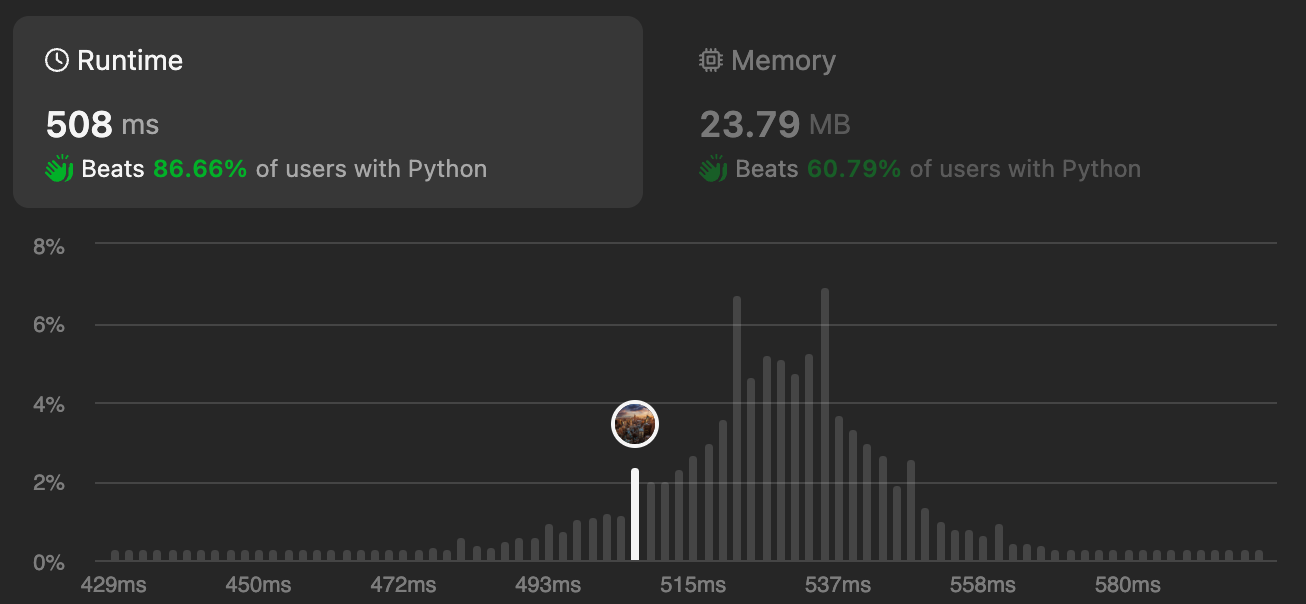 Runtime
508 ms
Beats 86.66% of users with Python
Memory
23.79 MB
Beats 60.79% of users with Python
8%
6%
4%
2%
0%
429ms 450ms 472ms 493ms 515ms 537ms 558ms 580ms